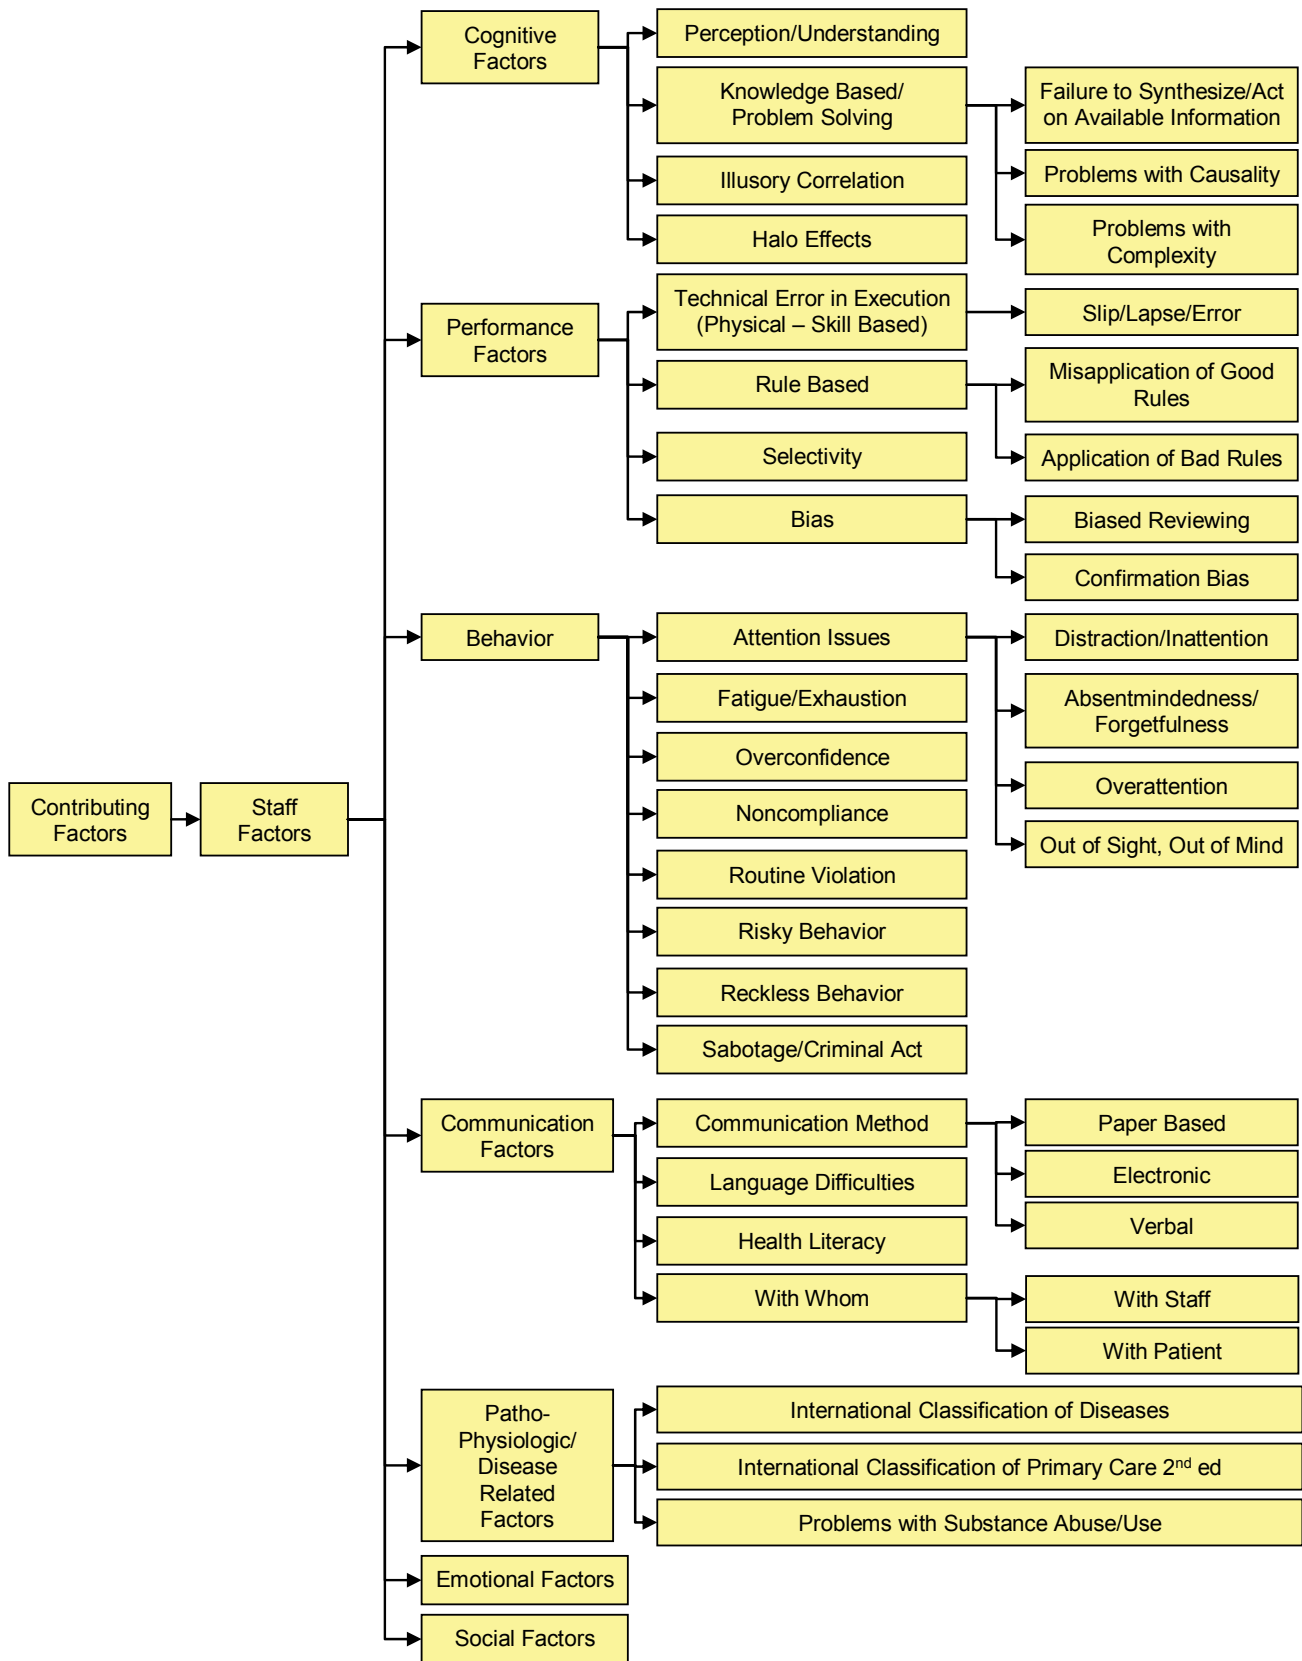 Cognitive
Factors
Perception/Understanding
Knowledge Based/
Problem Solving
Failure to Synthesize/Act
on Available Information
Problems with Causality
Problems with
Complexity
Illusory Correlation
Halo Effects
Performance
Factors
Technical Error in Execution
(Physical – Skill Based)
Slip/Lapse/Error
Rule Based
Misapplication of Good
Rules
Application of Bad Rules
Selectivity
Bias
Biased Reviewing
Confirmation Bias
Behavior
Attention Issues
Distraction/Inattention
Absentmindedness/
Forgetfulness
Overattention
Out of Sight, Out of Mind
Fatigue/Exhaustion
Overconfidence
Noncompliance
Routine Violation
Risky Behavior
Reckless Behavior
Sabotage/Criminal Act
Contributing
Factors
Staff
Factors
Communication
Factors
Communication Method
Paper Based
Electronic
Verbal
Language Difficulties
Health Literacy
With Whom
With Staff
With Patient
Patho-
Physiologic/
Disease
Related
Factors
International Classification of Diseases
International Classification of Primary Care 2nd ed
Problems with Substance Abuse/Use
Emotional Factors
Social Factors